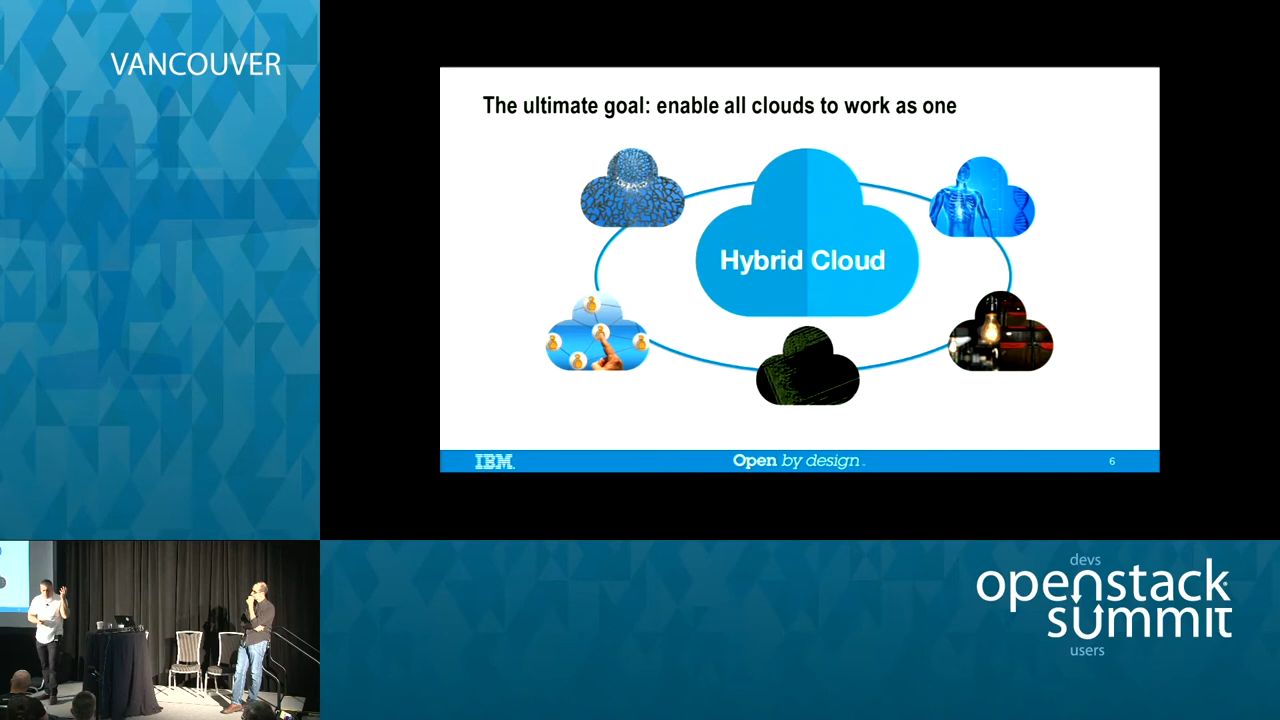 VANCOUVER
The ultimate goal: enable all clouds to work as one
Hybrid Cloud
IBM
Open by design
6
devs
openstack
summit
users